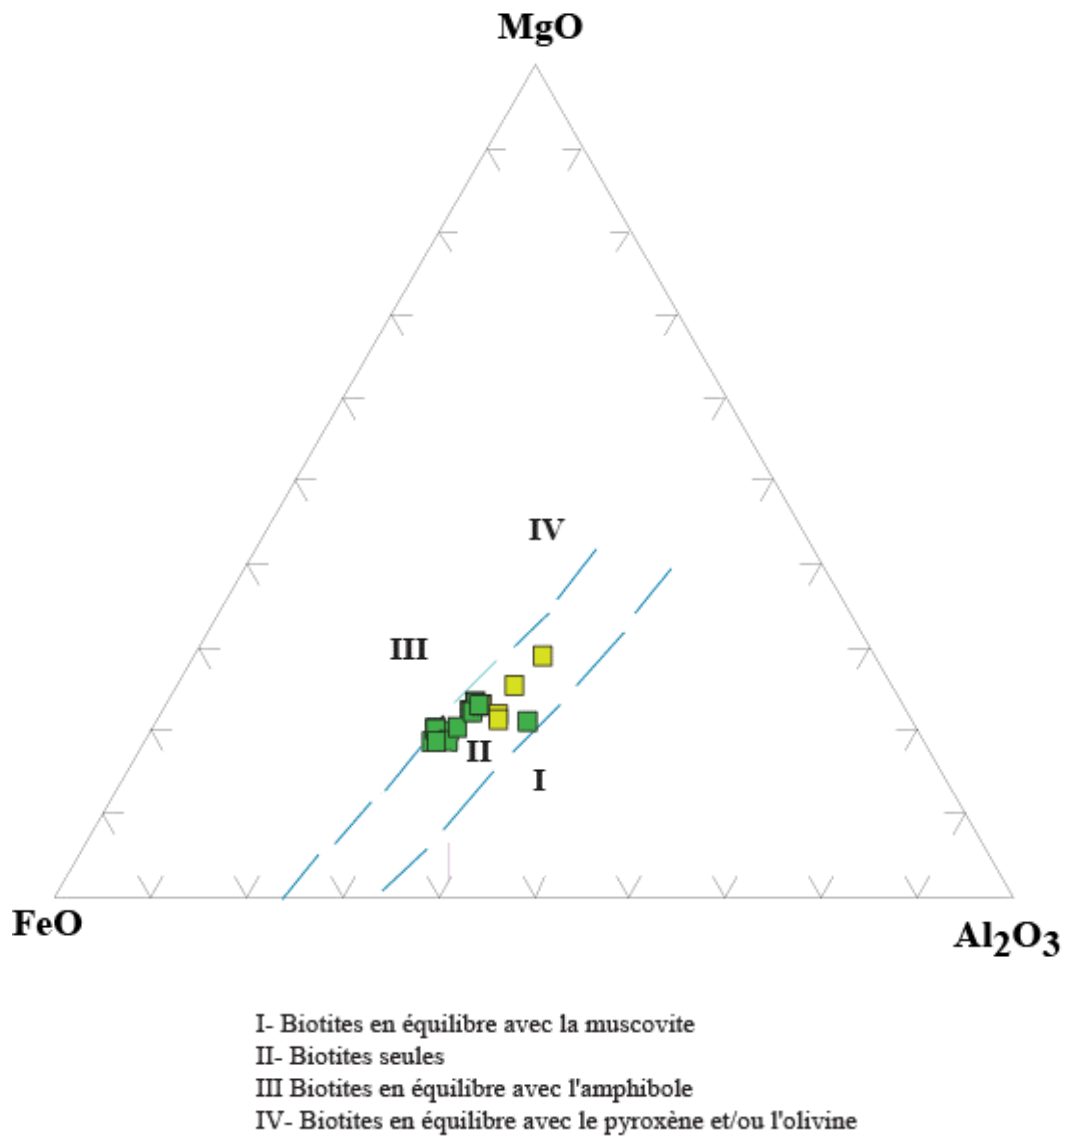 MgO
IV
III
II
I
FeO
Al₂O₃
I- Biotites en équilibre avec la muscovite
II- Biotites seules
III Biotites en équilibre avec l'amphibole
IV- Biotites en équilibre avec le pyroxène et/ou l'olivine